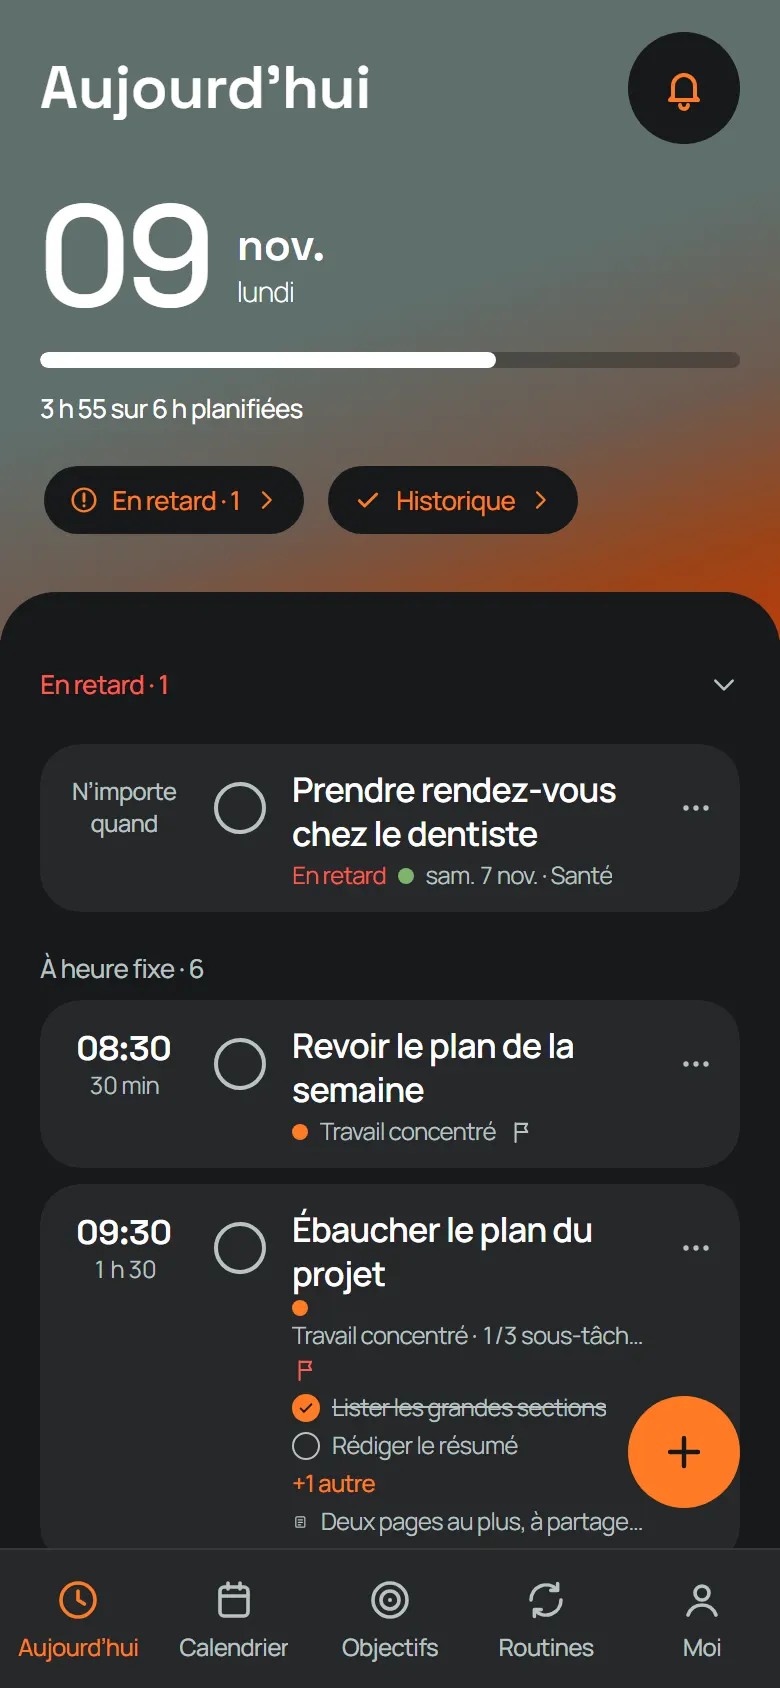 Aujourd’hui
09
nov.
lundi
3 h 55 sur 6 h planifiées
En retard · 1
Historique
En retard · 1
N’importe
quand
Prendre rendez-vous
chez le dentiste
En retard sam. 7 nov. · Santé
À heure fixe · 6
08:30
30 min
Revoir le plan de la
semaine
Travail concentré
09:30
1 h 30
Ébaucher le plan du
projet
Travail concentré · 1/3 sous-tâch…
Lister les grandes sections
Rédiger le résumé
+1 autre
Deux pages au plus, à partage…
Aujourd’hui
Calendrier
Objectifs
Routines
Moi